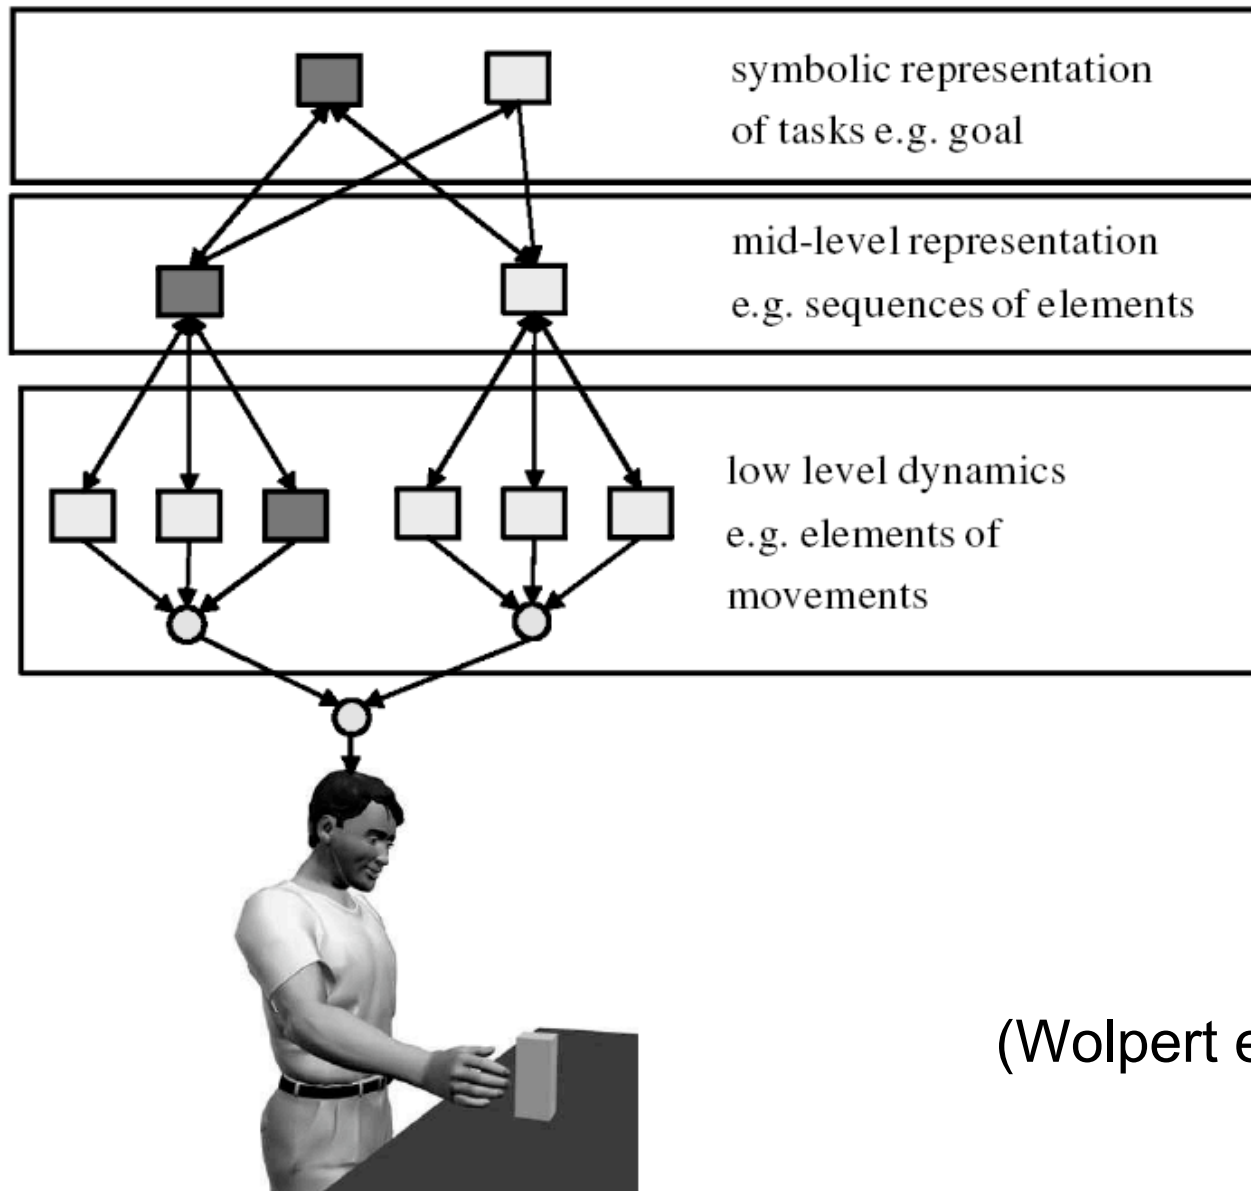 symbolic representation
of tasks e.g. goal
mid-level representation
e.g. sequences of elements
low level dynamics
e.g. elements of
movements
(Wolpert e